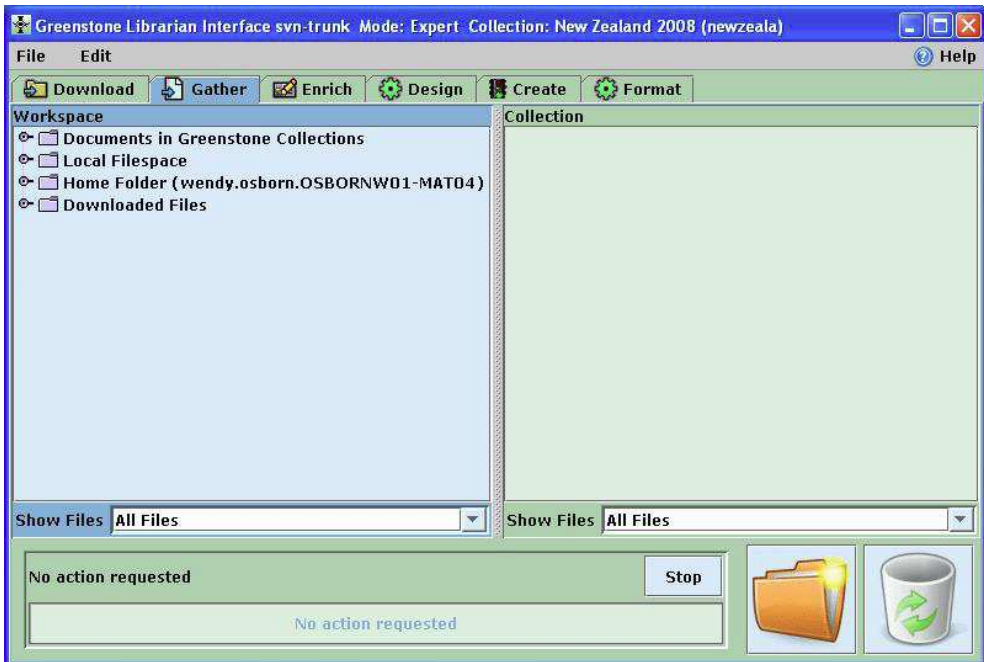 Greenstone Librarian Interface svn-trunk Mode: Expert Collection: New Zealand 2008 (newzeala)
File Edit Help
Download Gather Enrich Design Create Format
Workspace
Documents in Greenstone Collections
Local Filespace
Home Folder (wendy.osborn.OSBORNW01-MAT04)
Downloaded Files
Show Files All Files
Collection
Show Files All Files
No action requested
Stop
No action requested